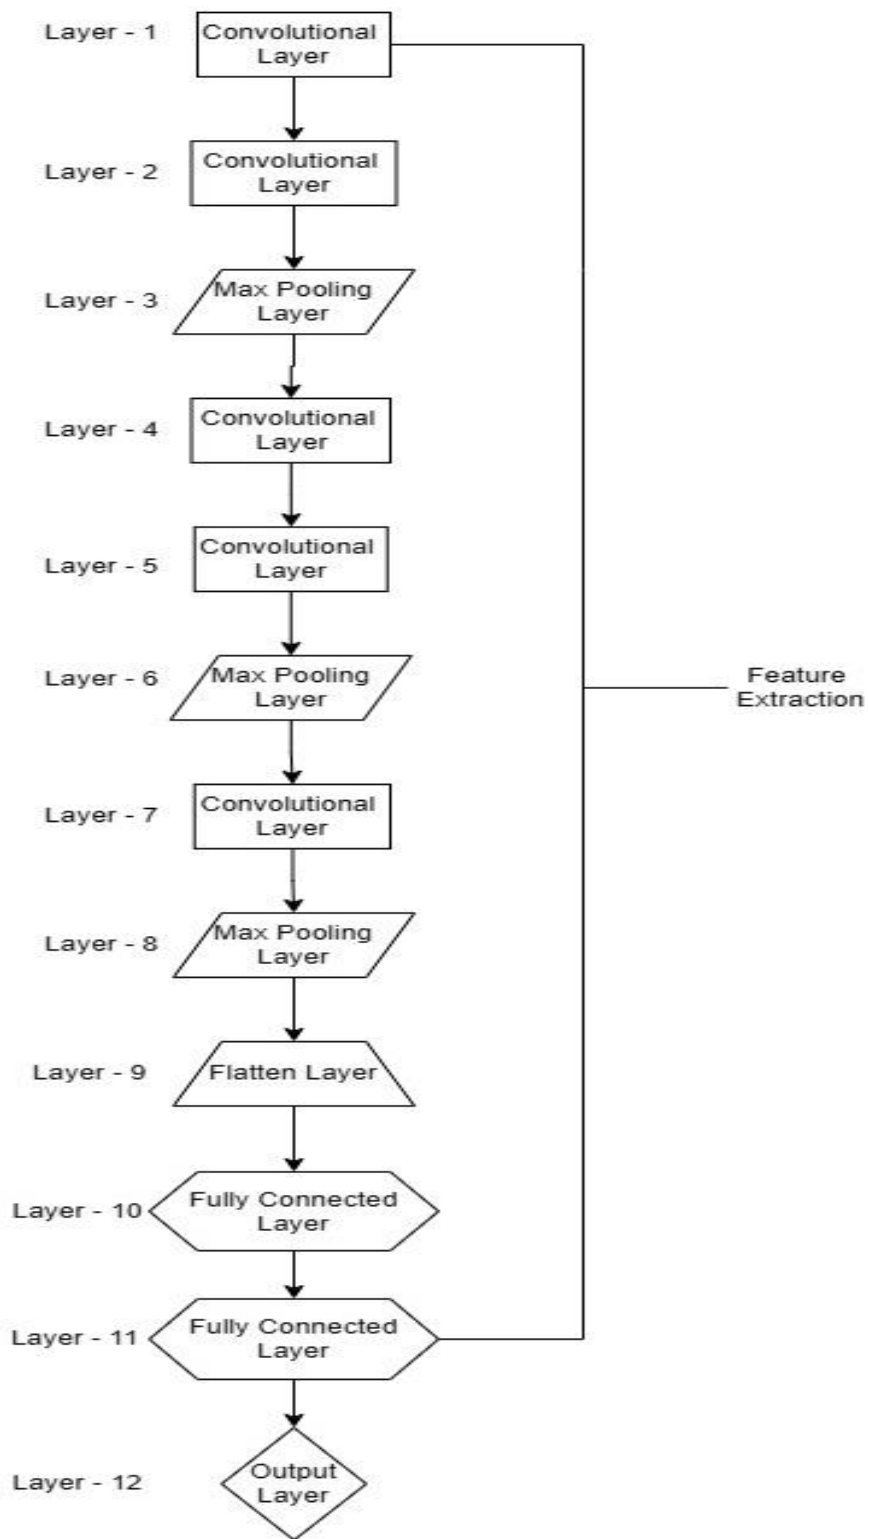 Layer - 1
Convolutional
Layer
Layer - 2
Convolutional
Layer
Layer - 3
Max Pooling
Layer
Layer - 4
Convolutional
Layer
Layer - 5
Convolutional
Layer
Layer - 6
Max Pooling
Layer
Feature
Extraction
Layer - 7
Convolutional
Layer
Layer - 8
Max Pooling
Layer
Layer - 9
Flatten Layer
Layer - 10
Fully Connected
Layer
Layer - 11
Fully Connected
Layer
Layer - 12
Output
Layer